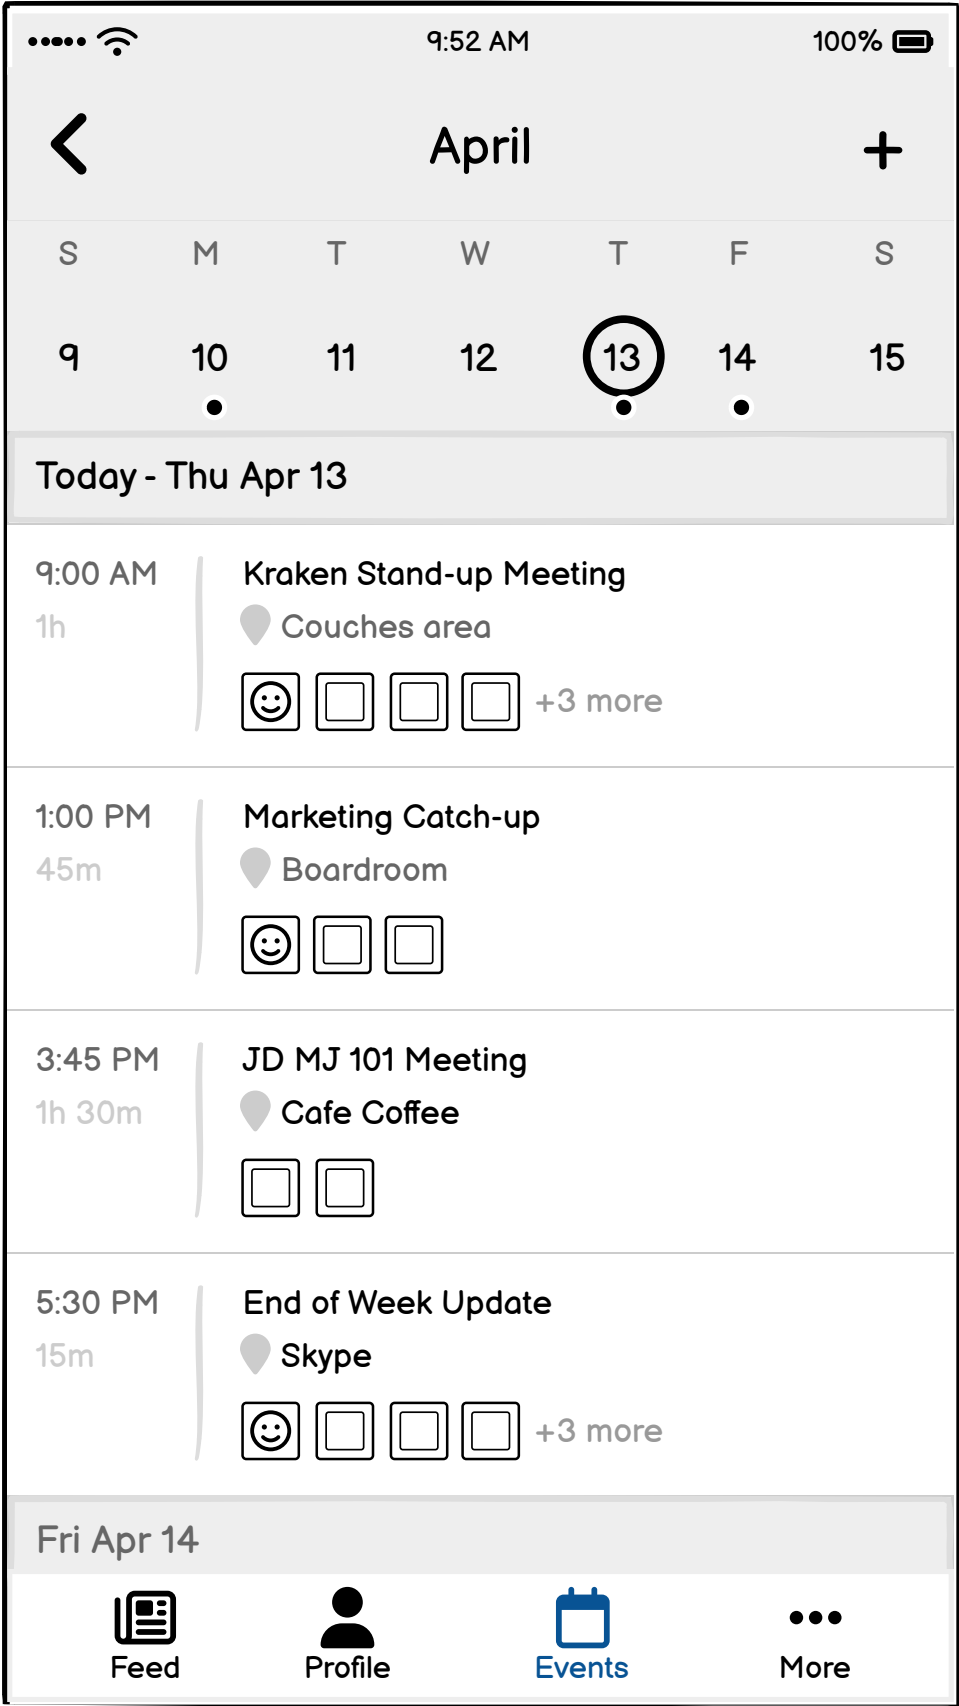 9:52 AM 100%
April
S M T W T F S
9 10 11 12 13 14 15
Today - Thu Apr 13
9:00 AM Kraken Stand-up Meeting
1h Couches area
+3 more
1:00 PM Marketing Catch-up
45m Boardroom
3:45 PM JD MJ 101 Meeting
1h 30m Cafe Coffee
5:30 PM End of Week Update
15m Skype
+3 more
Fri Apr 14
Feed Profile Events More